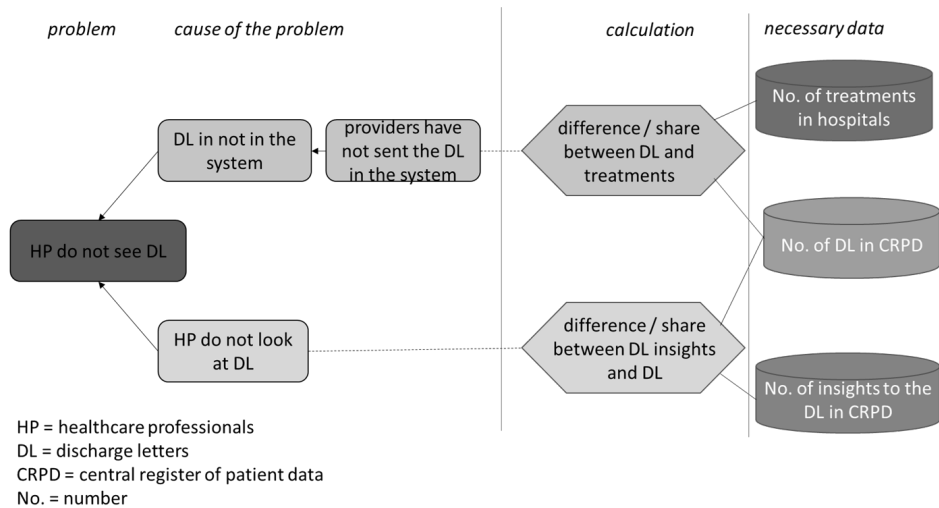 problem
cause of the problem
calculation
necessary data
No. of treatments
in hospitals
DL in not in the
system
providers have
not sent the DL
in the system
difference / share
between DL and
treatments
HP do not see DL
No. of DL in CRPD
HP do not look
at DL
difference / share
between DL insights
and DL
No. of insights to the
DL in CRPD
HP = healthcare professionals
DL = discharge letters
CRPD = central register of patient data
No. = number